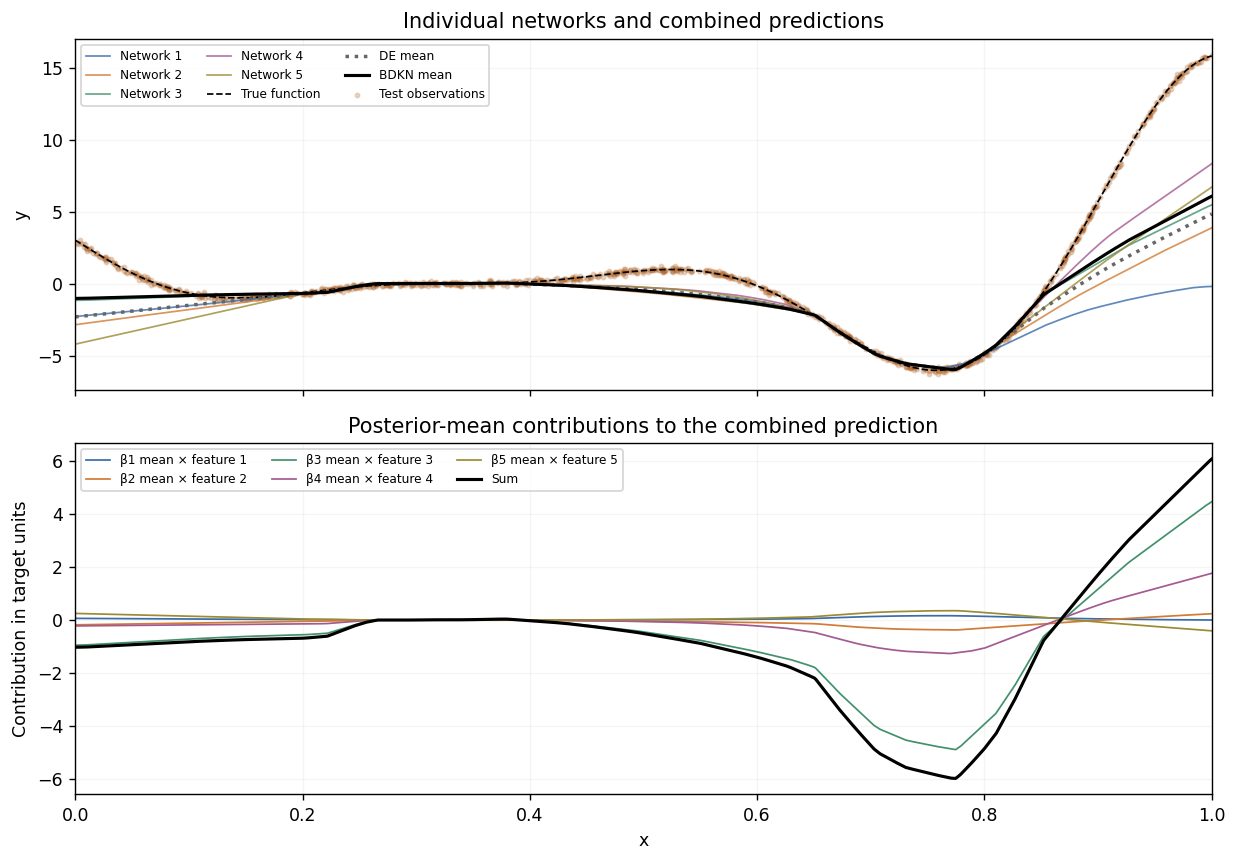 Individual networks and combined predictions
Network 1
Network 2
Network 3
Network 4
Network 5
True function
DE mean
BDKN mean
Test observations
15
10
5
0
−5
y
Posterior-mean contributions to the combined prediction
β1 mean × feature 1
β2 mean × feature 2
β3 mean × feature 3
β4 mean × feature 4
β5 mean × feature 5
Sum
6
4
2
0
−2
−4
−6
Contribution in target units
0.0 0.2 0.4 0.6 0.8 1.0
x